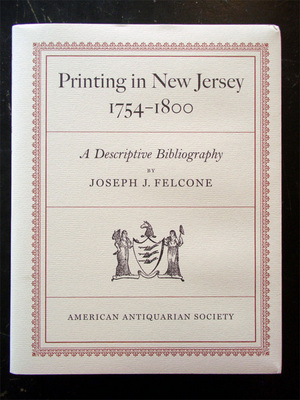 Printing in New Jersey
1754–1800
A Descriptive Bibliography
BY
JOSEPH J. FELCONE
AMERICAN ANTIQUARIAN SOCIETY